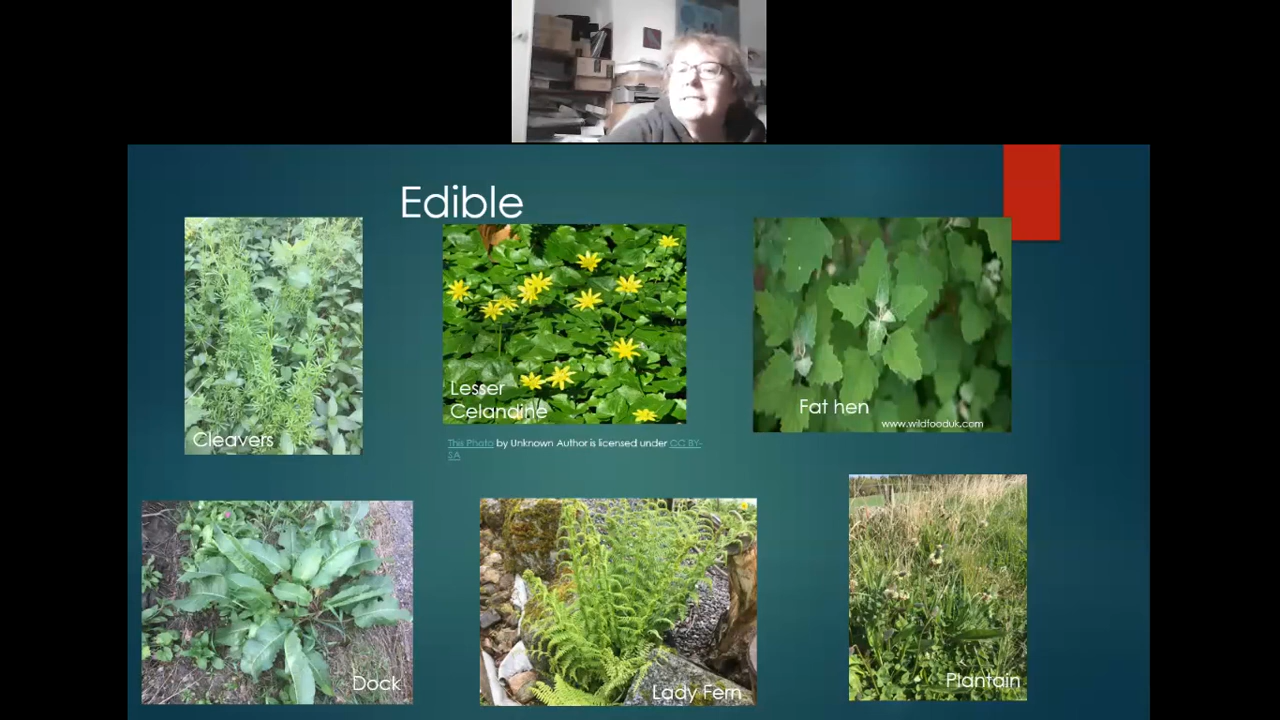 Edible
Cleavers
Lesser
Celandine
This Photo by Unknown Author is licensed under CC BY-
SA
Fat hen
www.wildfooduk.com
Dock
Lady Fern
Plantain